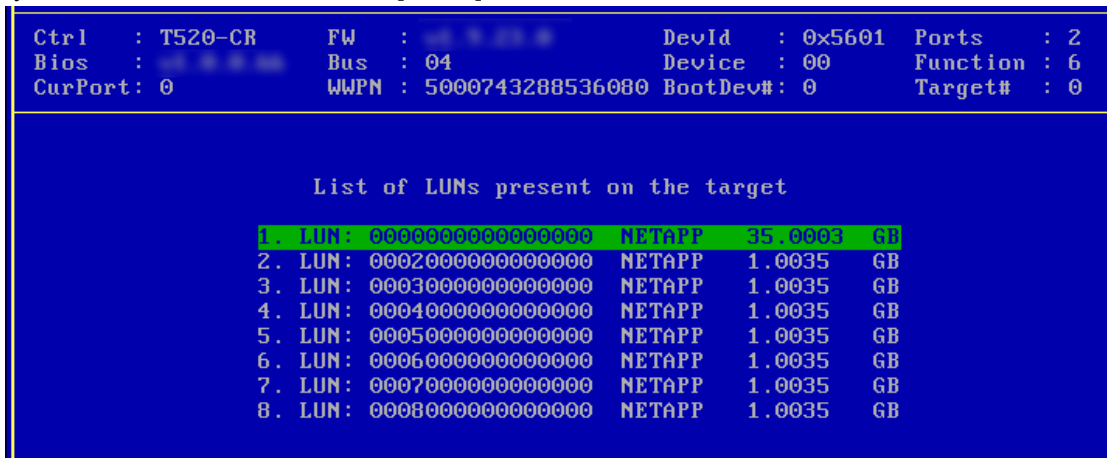 Ctrl : T520-CR FW : DevId : 0x5601 Ports : 2
Bios : Bus : 04 Device : 00 Function : 6
CurPort: 0 WWPN : 5000743288536080 BootDev#: 0 Target# : 0
List of LUNs present on the target
1. LUN: 0000000000000000 NETAPP 35.0003 GB
2. LUN: 0002000000000000 NETAPP 1.0035 GB
3. LUN: 0003000000000000 NETAPP 1.0035 GB
4. LUN: 0004000000000000 NETAPP 1.0035 GB
5. LUN: 0005000000000000 NETAPP 1.0035 GB
6. LUN: 0006000000000000 NETAPP 1.0035 GB
7. LUN: 0007000000000000 NETAPP 1.0035 GB
8. LUN: 0008000000000000 NETAPP 1.0035 GB